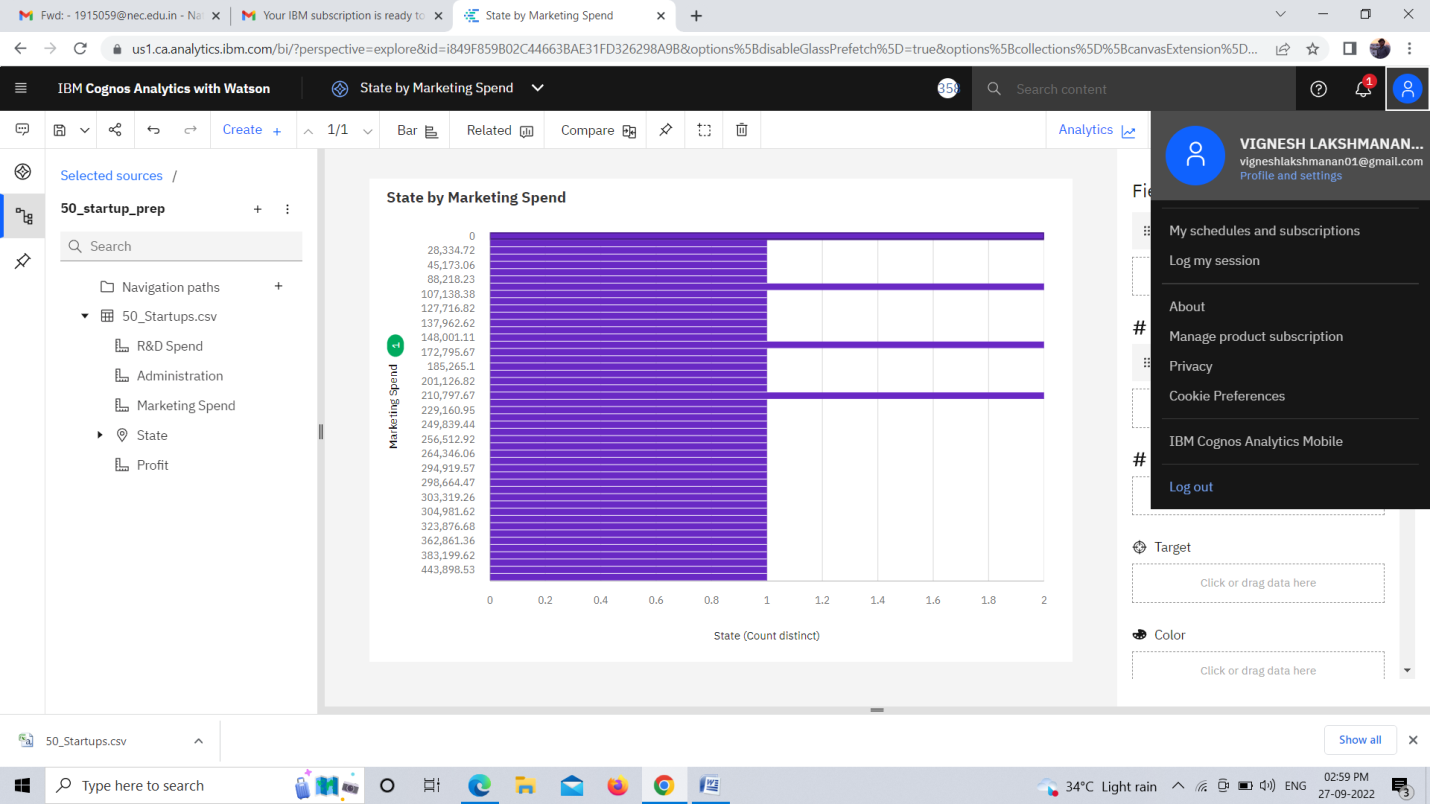 Fwd: - 1915059@nec.edu.in - Nat
Your IBM subscription is ready to
State by Marketing Spend
us1.ca.analytics.ibm.com/bi/?perspective=explore&id=i849F859B02C44663BAE31FD326298A9B&options%5BdisableGlassPrefetch%5D=true&options%5Bcollections%5D%5BcanvasExtension%5D...
IBM Cognos Analytics with Watson
State by Marketing Spend
358
Search content
1
Create +
1/1
Bar
Related
Compare
Analytics
VIGNESH LAKSHMANAN...
vigneshlakshmanan01@gmail.com
Profile and settings
My schedules and subscriptions
Log my session
About
Manage product subscription
Privacy
Cookie Preferences
IBM Cognos Analytics Mobile
Log out
Selected sources /
50_startup_prep
Search
Navigation paths
50_Startups.csv
R&D Spend
Administration
Marketing Spend
State
Profit
State by Marketing Spend
Marketing Spend
0
28,334.72
45,173.06
88,218.23
107,138.38
127,716.82
137,962.62
148,001.11
172,795.67
185,265.1
201,126.82
210,797.67
229,160.95
249,839.44
256,512.92
264,346.06
294,919.57
298,664.47
303,319.26
304,981.62
323,876.68
362,861.36
383,199.62
443,898.53
0 0.2 0.4 0.6 0.8 1 1.2 1.4 1.6 1.8 2
State (Count distinct)
Fie
#
#
Target
Click or drag data here
Color
Click or drag data here
50_Startups.csv
Show all
Type here to search
34°C Light rain
ENG
02:59 PM
27-09-2022
3